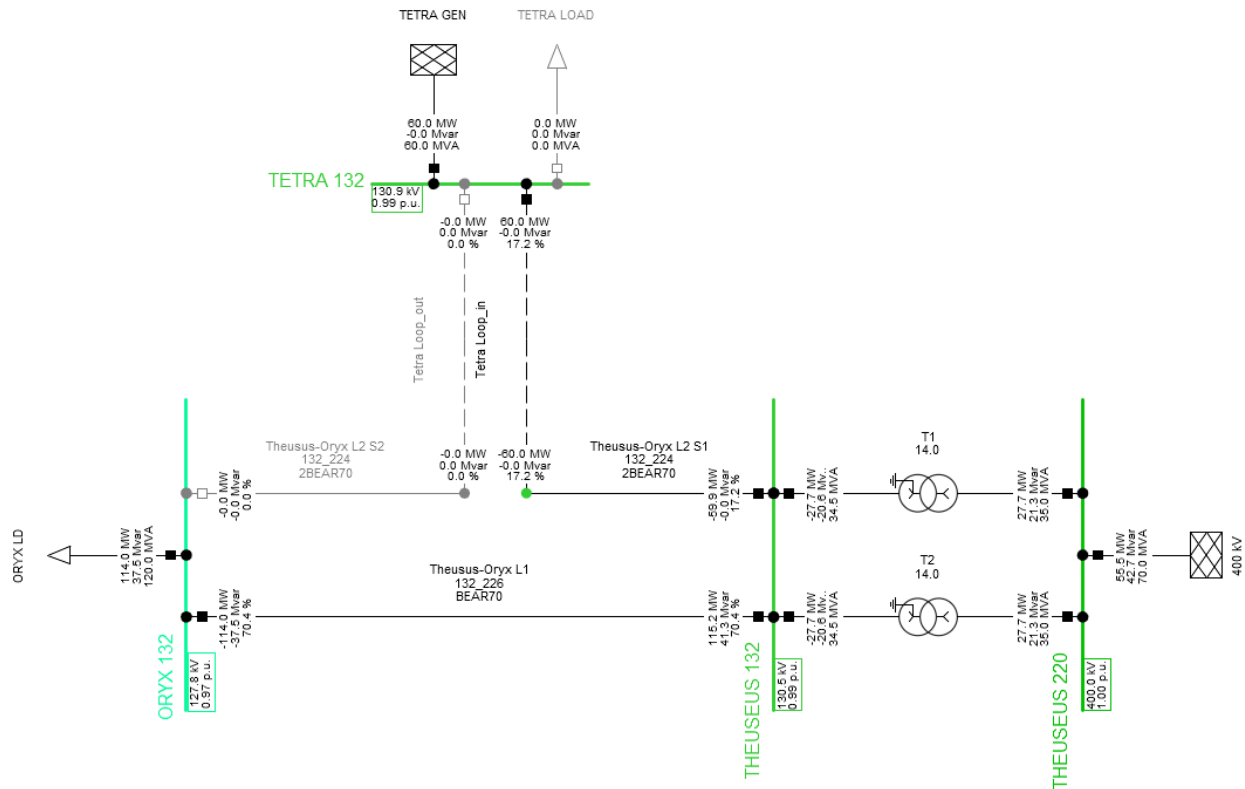 TETRA GEN
TETRA LOAD
60.0 MW
-0.0 Mvar
60.0 MVA
0.0 MW
0.0 Mvar
0.0 MVA
TETRA 132
130.9 kV
0.99 p.u.
-0.0 MW
0.0 Mvar
0.0 %
60.0 MW
-0.0 Mvar
17.2 %
Tetra Loop_out
Tetra Loop_in
Theusus-Oryx L2 S2
132_224
2BEAR70
-0.0 MW
0.0 Mvar
0.0 %
-60.0 MW
-0.0 Mvar
17.2 %
Theusus-Oryx L2 S1
132_224
2BEAR70
T1
14.0
-0.0 MW
-0.0 Mvar
0.0 %
-59.9 MW
-0.0 Mvar
17.2 %
-27.7 MW
-20.6 Mv..
34.5 MVA
27.7 MW
21.3 Mvar
35.0 MVA
ORYX LD
114.0 MW
37.5 Mvar
120.0 MVA
55.5 MW
42.7 Mvar
70.0 MVA
400 kV
Theusus-Oryx L1
132_226
BEAR70
T2
14.0
-114.0 MW
-37.5 Mvar
70.4 %
115.2 MW
41.3 Mvar
70.4 %
-27.7 MW
-20.6 Mv..
34.5 MVA
27.7 MW
21.3 Mvar
35.0 MVA
ORYX 132
127.8 kV
0.97 p.u.
THEUSEUS 132
130.5 kV
0.99 p.u.
THEUSEUS 220
400.0 kV
1.00 p.u.